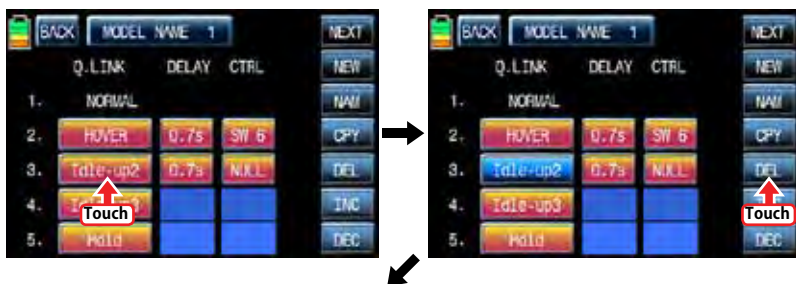 BACK MODEL NAME 1 NEXT
Q.LINK DELAY CTRL NEW
1. NORMAL NAM
2. HOVER 0.7s SW 6 CPY
3. Idle-up2 0.7s NULL DEL
4. Idle-up3 INC
Touch
5. Hold DEC
BACK MODEL NAME 1 NEXT
Q.LINK DELAY CTRL NEW
1. NORMAL NAM
2. HOVER 0.7s SW 6 CPY
3. Idle-up2 0.7s NULL DEL
4. Idle-up3
Touch
5. Hold DEC